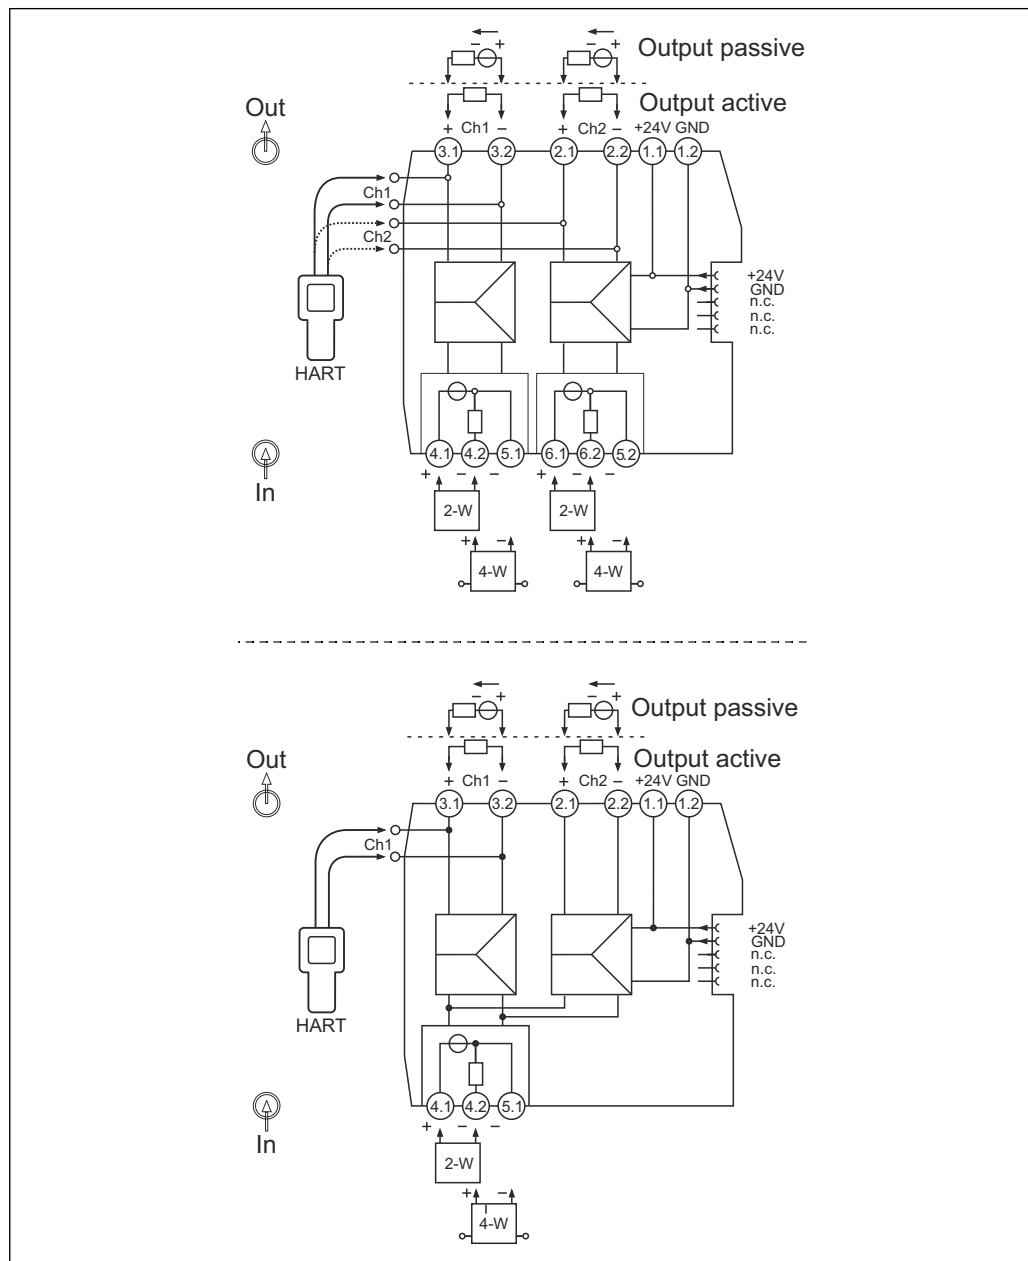 Output passive
− + − +
Output active
Out
+ Ch1 − + Ch2 − +24V GND
3.1 3.2 2.1 2.2 1.1 1.2
Ch1
Ch2
+24V
GND
n.c.
n.c.
n.c.
HART
4.1 4.2 5.1 6.1 6.2 5.2
+ − − + − −
In
2-W 2-W
+ − + −
4-W 4-W
− + − +
Output passive
Output active
Out
+ Ch1 − + Ch2 − +24V GND
3.1 3.2 2.1 2.2 1.1 1.2
Ch1
+24V
GND
n.c.
n.c.
n.c.
HART
4.1 4.2 5.1
+ − −
In
2-W
+ −
4-W